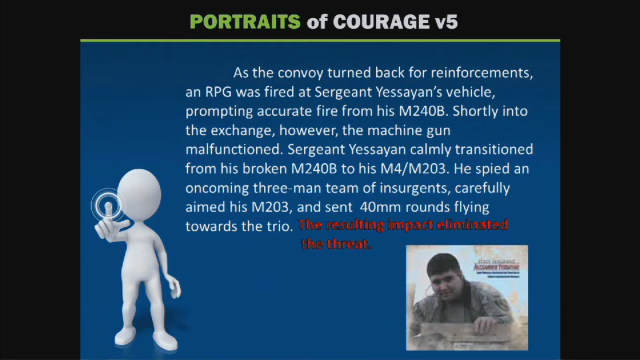 PORTRAITS of COURAGE v5
As the convoy turned back for reinforcements,
an RPG was fired at Sergeant Yessayan's vehicle,
prompting accurate fire from his M240B. Shortly into
the exchange, however, the machine gun
malfunctioned. Sergeant Yessayan calmly transitioned
from his broken M240B to his M4/M203. He spied an
oncoming three-man team of insurgents, carefully
aimed his M203, and sent 40mm rounds flying
towards the trio. The resulting impact eliminated
the threat.
STAFF SERGEANT
ALEXANDER YESSAYAN